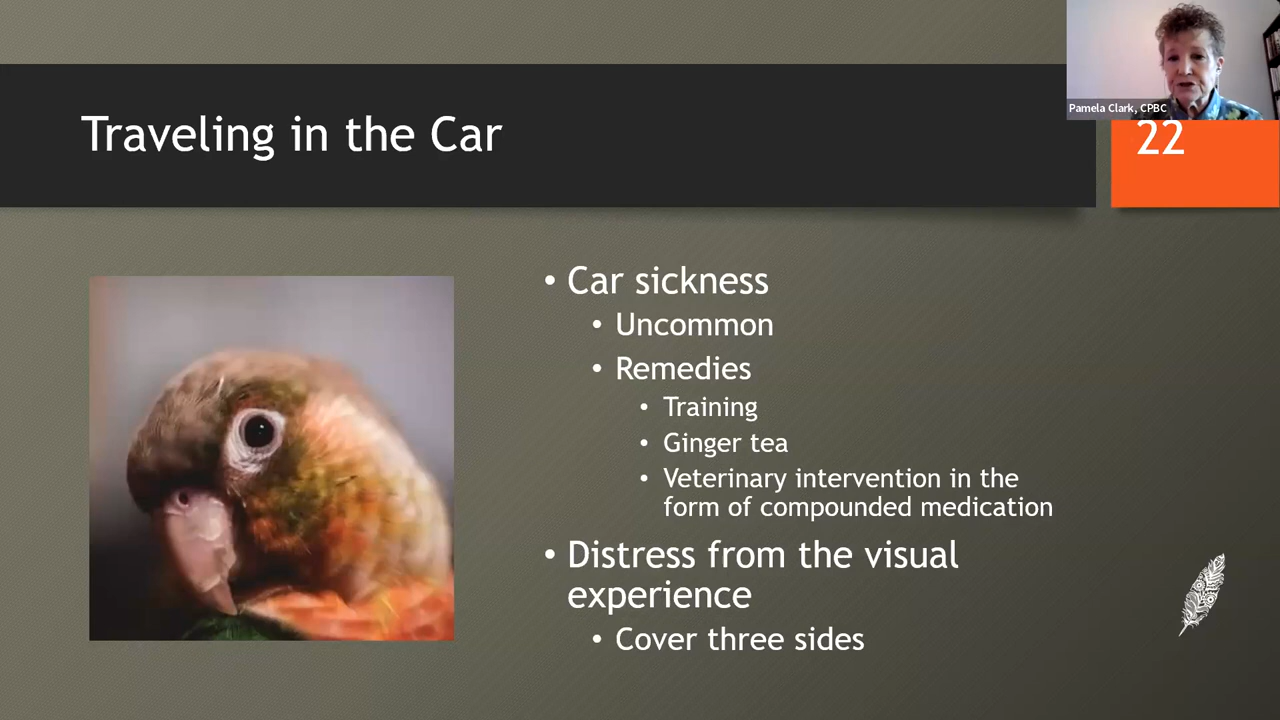 Pamela Clark, CPBC
Traveling in the Car
22
• Car sickness
• Uncommon
• Remedies
• Training
• Ginger tea
• Veterinary intervention in the
form of compounded medication
• Distress from the visual
experience
• Cover three sides